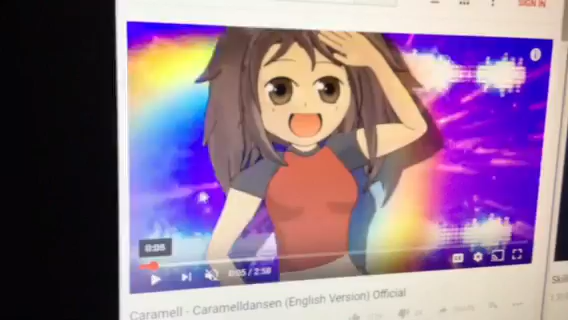 SIGN IN
0:05
0:05 / 2:58
Caramell - Caramelldansen (English Version) Official